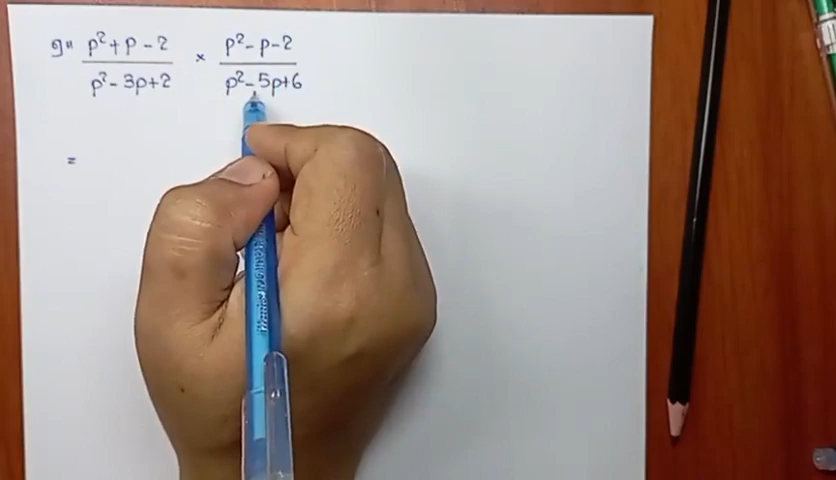 9" p²+p-2 / p²-3p+2 × p²-p-2 / p²-5p+6
=